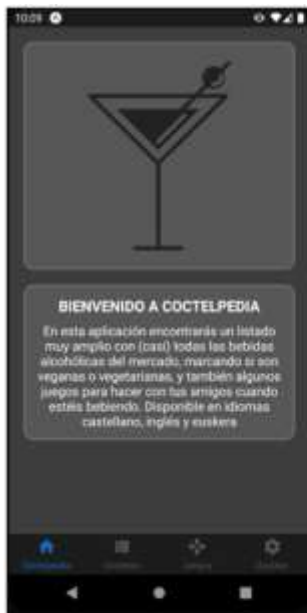 10:09
BIENVENIDO A COCTELPEDIA
En esta aplicación encontrarás un listado
muy amplio con (casi) todas las bebidas
alcohólicas del mercado, marcando si son
veganas o vegetarianas, y también algunos
juegos para hacer con tus amigos cuando
estéis bebiendo. Disponible en idiomas
castellano, inglés y euskera